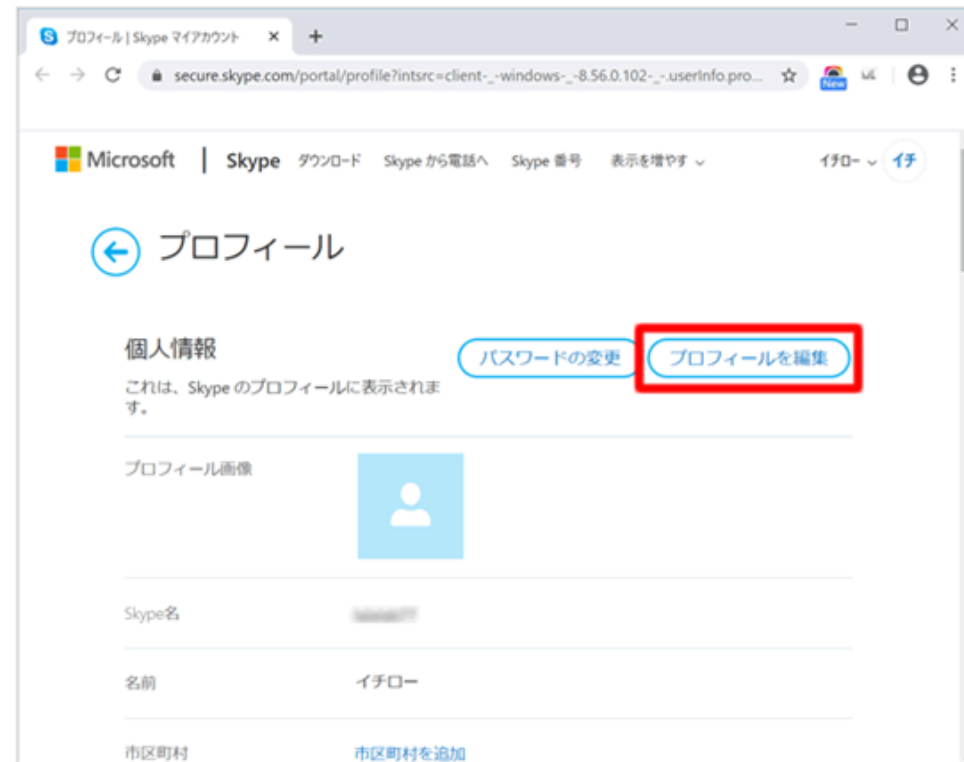 プロフィール | Skype マイアカウント
secure.skype.com/portal/profile?intsrc=client-_-windows-_-8.56.0.102-_-.userInfo.pro...
New
Microsoft | Skype ダウンロード Skype から電話へ Skype 番号 表示を増やす イチロー イチ
プロフィール
個人情報
パスワードの変更 プロフィールを編集
これは、Skype のプロフィールに表示されま
す。
プロフィール画像
Skype名
名前 イチロー
市区町村 市区町村を追加